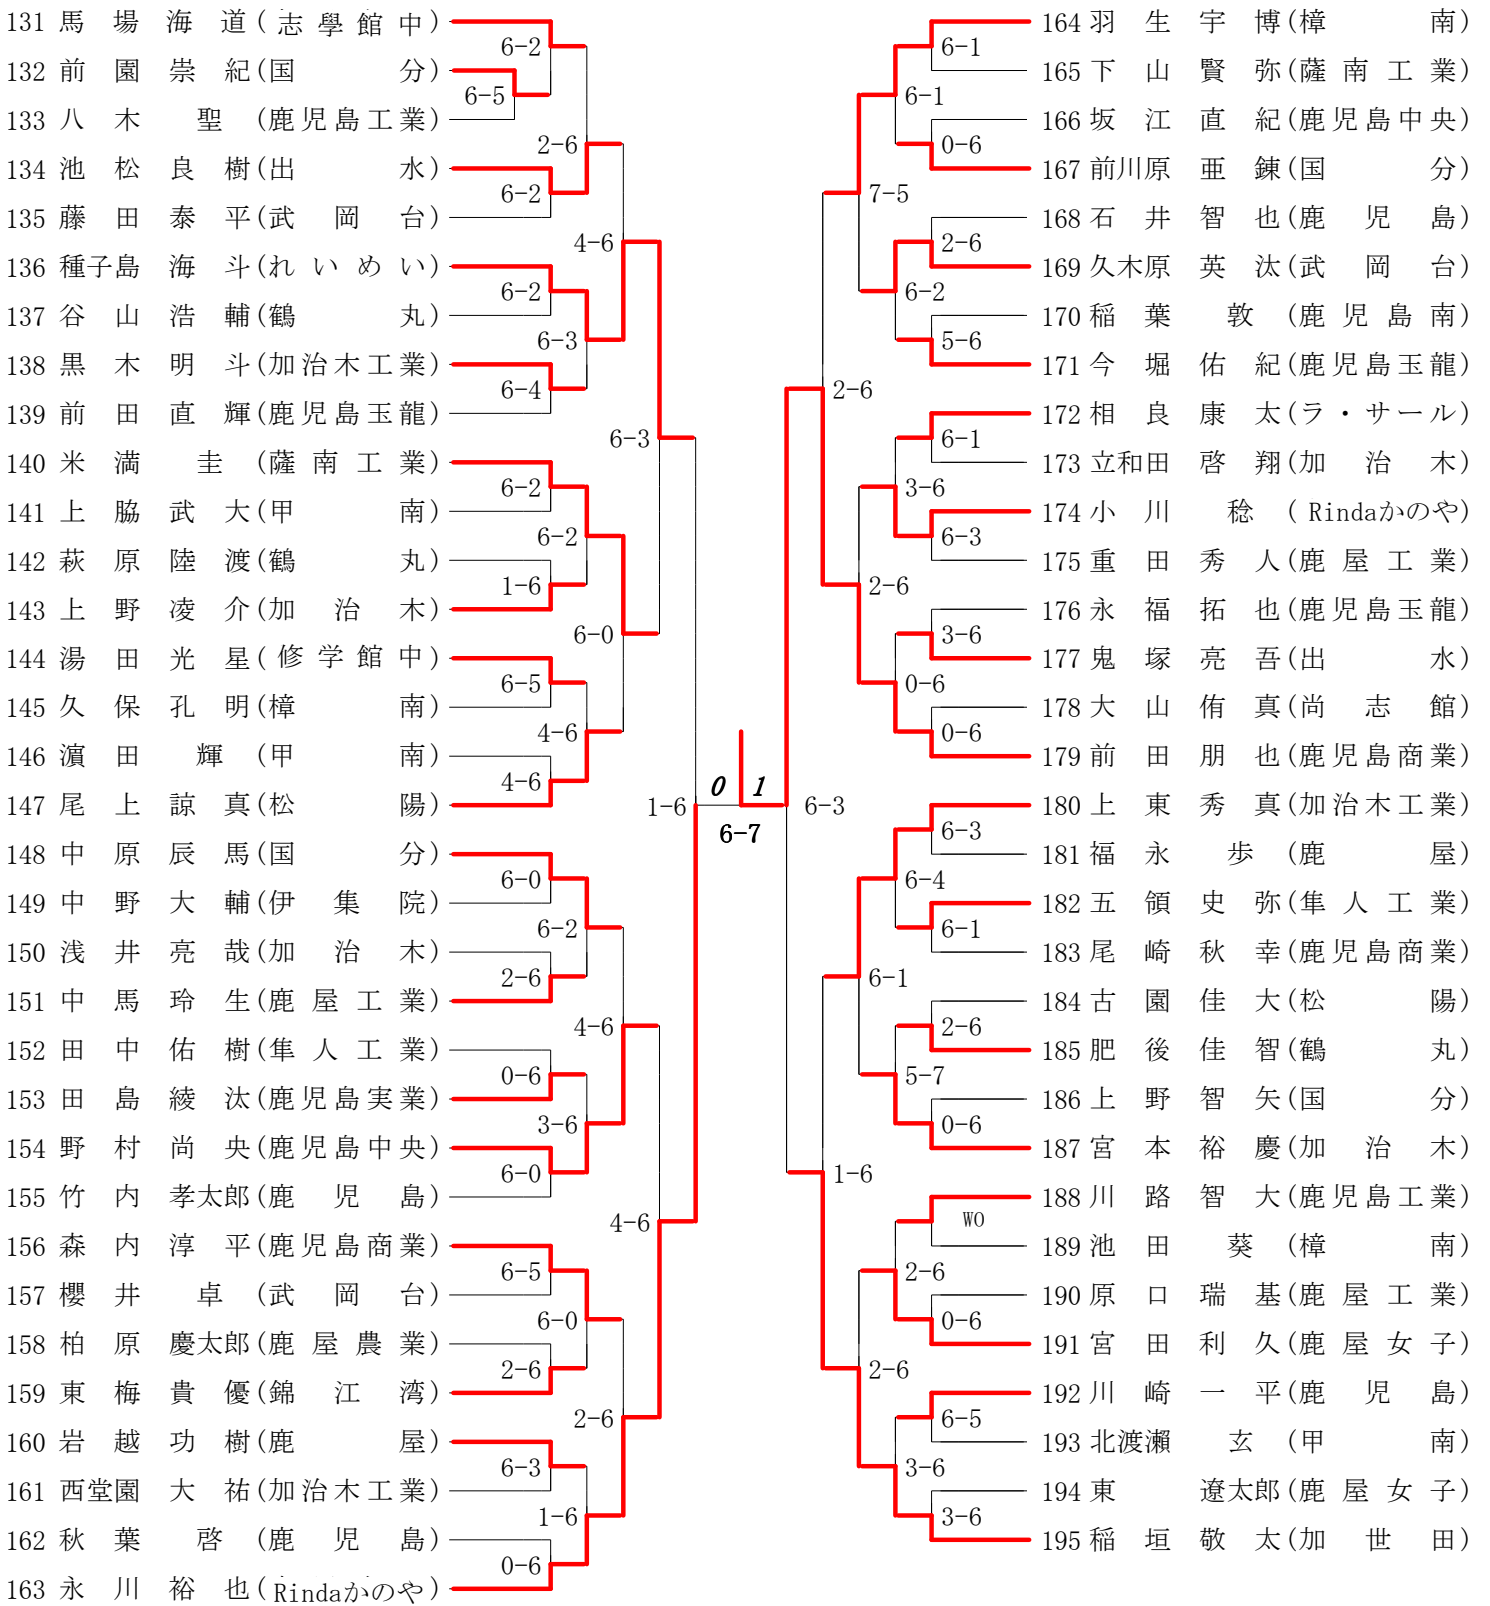 131 馬場海道(志學館中)
6-2
132 前園崇紀(国分)
6-5
133 八木聖(鹿児島工業)
2-6
134 池松良樹(出水)
6-2
135 藤田泰平(武岡台)
4-6
136 種子島海斗(れいめい)
6-2
137 谷山浩輔(鶴丸)
6-3
138 黒木明斗(加治木工業)
6-4
139 前田直輝(鹿児島玉龍)
6-3
140 米満圭(薩南工業)
6-2
141 上脇武大(甲南)
6-2
142 萩原陸渡(鶴丸)
1-6
143 上野凌介(加治木)
6-0
144 湯田光星(修学館中)
6-5
145 久保孔明(樟南)
4-6
146 濵田輝(甲南)
4-6
147 尾上諒真(松陽)
1-6
148 中原辰馬(国分)
6-0
149 中野大輔(伊集院)
6-2
150 浅井亮哉(加治木)
2-6
151 中馬玲生(鹿屋工業)
4-6
152 田中佑樹(隼人工業)
0-6
153 田島綾汰(鹿児島実業)
3-6
154 野村尚央(鹿児島中央)
6-0
155 竹内孝太郎(鹿児島)
4-6
156 森内淳平(鹿児島商業)
6-5
157 櫻井卓(武岡台)
6-0
158 柏原慶太郎(鹿屋農業)
2-6
159 東梅貴優(錦江湾)
2-6
160 岩越功樹(鹿屋)
6-3
161 西堂園大祐(加治木工業)
1-6
162 秋葉啓(鹿児島)
0-6
163 永川裕也(Rindaかのや)
0 1
6-7
164 羽生宇博(樟南)
6-1
165 下山賢弥(薩南工業)
6-1
166 坂江直紀(鹿児島中央)
0-6
167 前川原亜錬(国分)
7-5
168 石井智也(鹿児島)
2-6
169 久木原英汰(武岡台)
6-2
170 稲葉敦(鹿児島南)
5-6
171 今堀佑紀(鹿児島玉龍)
2-6
172 相良康太(ラ・サール)
6-1
173 立和田啓翔(加治木)
3-6
174 小川稔(Rindaかのや)
6-3
175 重田秀人(鹿屋工業)
2-6
176 永福拓也(鹿児島玉龍)
3-6
177 鬼塚亮吾(出水)
0-6
178 大山侑真(尚志館)
0-6
179 前田朋也(鹿児島商業)
6-3
180 上東秀真(加治木工業)
6-3
181 福永歩(鹿屋)
6-4
182 五領史弥(隼人工業)
6-1
183 尾崎秋幸(鹿児島商業)
6-1
184 古園佳大(松陽)
2-6
185 肥後佳智(鶴丸)
5-7
186 上野智矢(国分)
0-6
187 宮本裕慶(加治木)
1-6
188 川路智大(鹿児島工業)
WO
189 池田葵(樟南)
2-6
190 原口瑞基(鹿屋工業)
0-6
191 宮田利久(鹿屋女子)
2-6
192 川崎一平(鹿児島)
6-5
193 北渡瀬玄(甲南)
3-6
194 東遼太郎(鹿屋女子)
3-6
195 稲垣敬太(加世田)